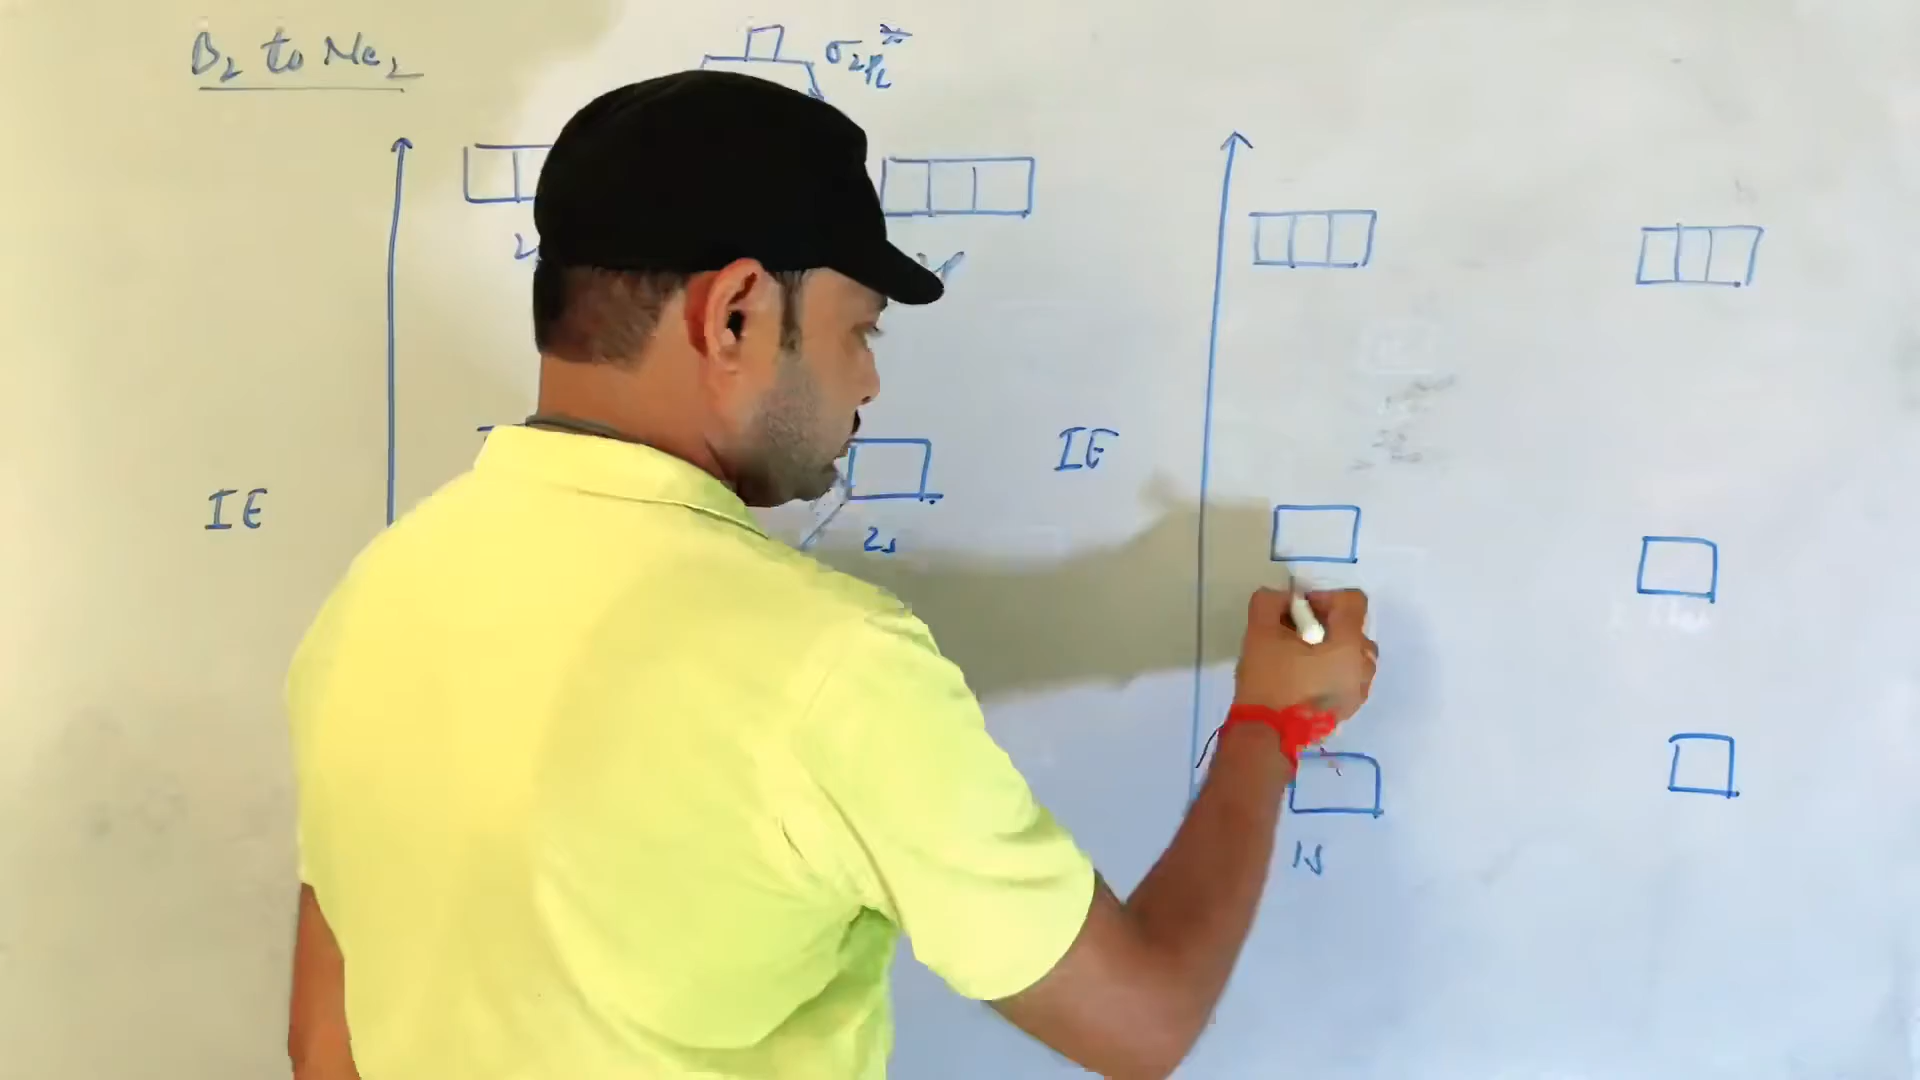 B₂ to Ne₂
σ2pz*
IE
2s
IE
1s